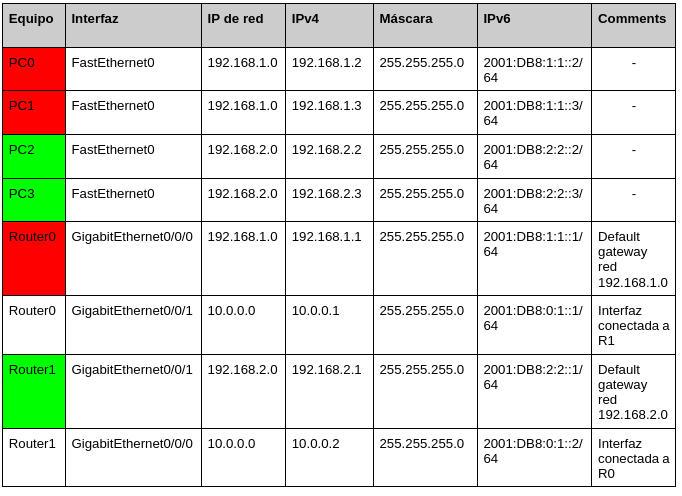 Equipo Interfaz IP de red IPv4 Máscara IPv6 Comments
PC0 FastEthernet0 192.168.1.0 192.168.1.2 255.255.255.0 2001:DB8:1:1::2/ -
64
PC1 FastEthernet0 192.168.1.0 192.168.1.3 255.255.255.0 2001:DB8:1:1::3/ -
64
PC2 FastEthernet0 192.168.2.0 192.168.2.2 255.255.255.0 2001:DB8:2:2::2/ -
64
PC3 FastEthernet0 192.168.2.0 192.168.2.3 255.255.255.0 2001:DB8:2:2::3/ -
64
Router0 GigabitEthernet0/0/0 192.168.1.0 192.168.1.1 255.255.255.0 2001:DB8:1:1::1/ Default
64 gateway
red
192.168.1.0
Router0 GigabitEthernet0/0/1 10.0.0.0 10.0.0.1 255.255.255.0 2001:DB8:0:1::1/ Interfaz
64 conectada a
R1
Router1 GigabitEthernet0/0/1 192.168.2.0 192.168.2.1 255.255.255.0 2001:DB8:2:2::1/ Default
64 gateway
red
192.168.2.0
Router1 GigabitEthernet0/0/0 10.0.0.0 10.0.0.2 255.255.255.0 2001:DB8:0:1::2/ Interfaz
64 conectada a
R0